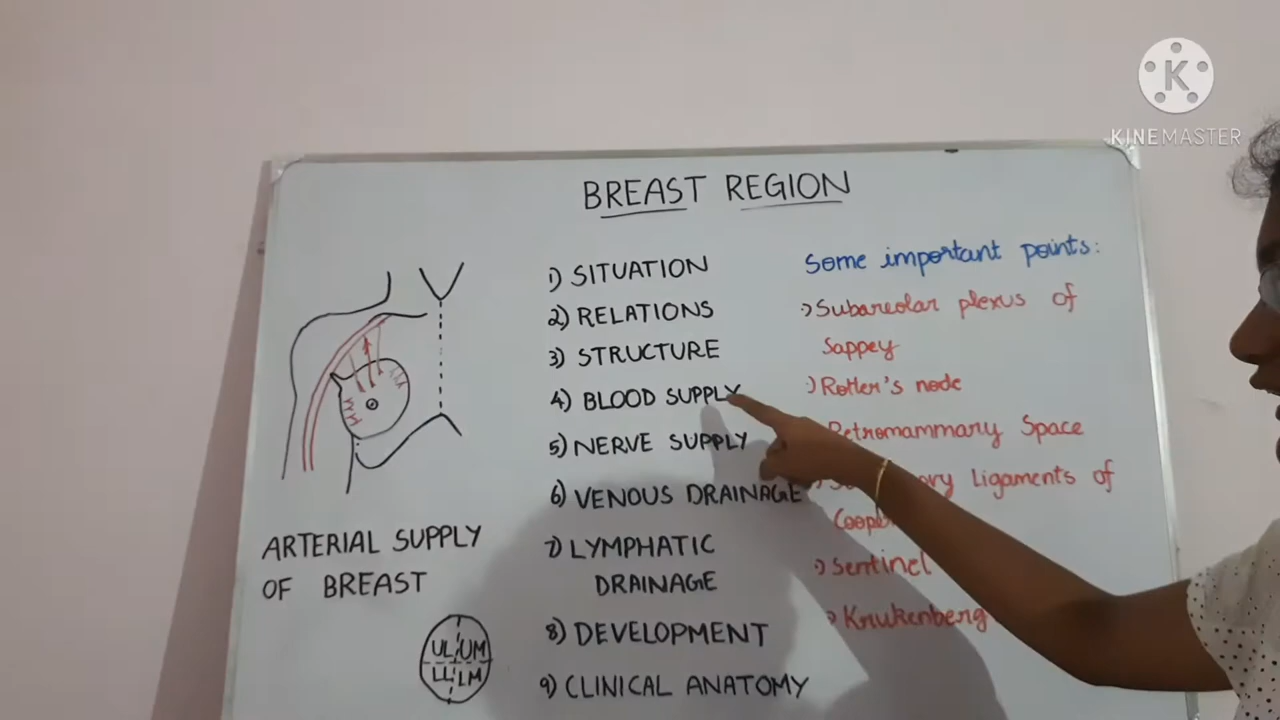 KINEMASTER
BREAST REGION
1) SITUATION
2) RELATIONS
3) STRUCTURE
4) BLOOD SUPPLY
5) NERVE SUPPLY
6) VENOUS DRAINAGE
7) LYMPHATIC
DRAINAGE
8) DEVELOPMENT
9) CLINICAL ANATOMY
Some important points:
Subareolar plexus of
Sappey
Rotter's node
Retromammary Space
Ligaments of
Sentinel
Krukenberg
ARTERIAL SUPPLY
OF BREAST
UL UM
LL LM